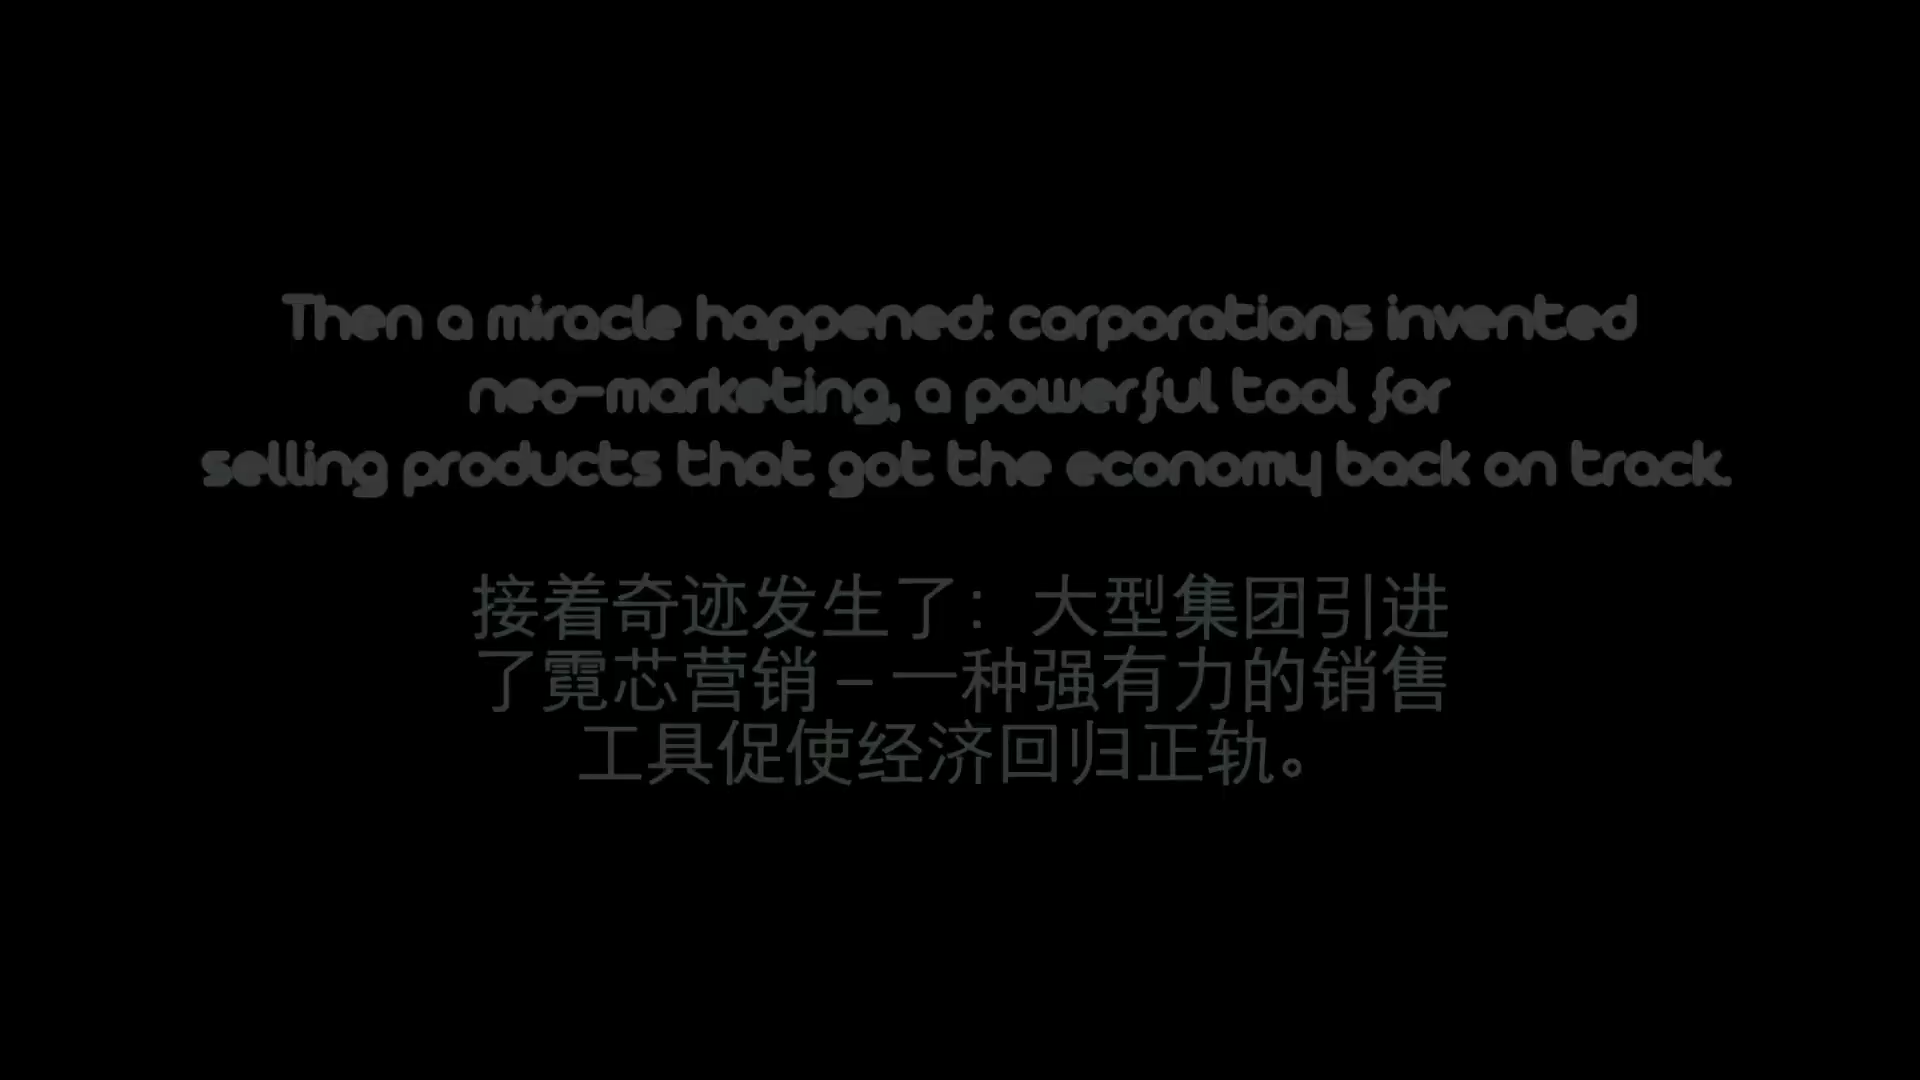 Then a miracle happened: corporations invented
neo-marketing, a powerful tool for
selling products that got the economy back on track.
接着奇迹发生了：大型集团引进
了霓芯营销 – 一种强有力的销售
工具促使经济回归正轨。